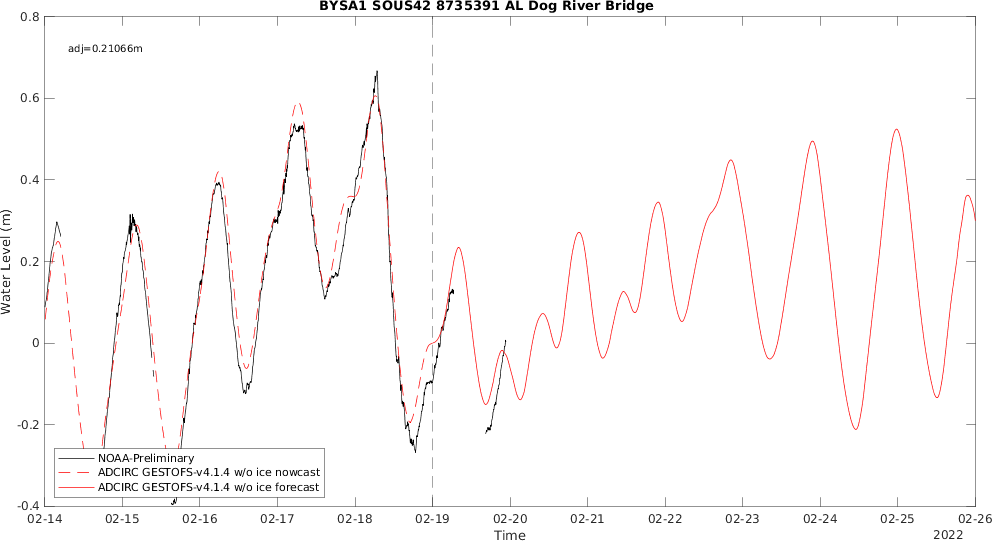 BYSA1 SOUS42 8735391 AL Dog River Bridge
adj=0.21066m
Water Level (m)
0.8
0.6
0.4
0.2
0
-0.2
-0.4
NOAA-Preliminary
ADCIRC GESTOFS-v4.1.4 w/o ice nowcast
ADCIRC GESTOFS-v4.1.4 w/o ice forecast
02-14 02-15 02-16 02-17 02-18 02-19 02-20 02-21 02-22 02-23 02-24 02-25 02-26
Time
2022